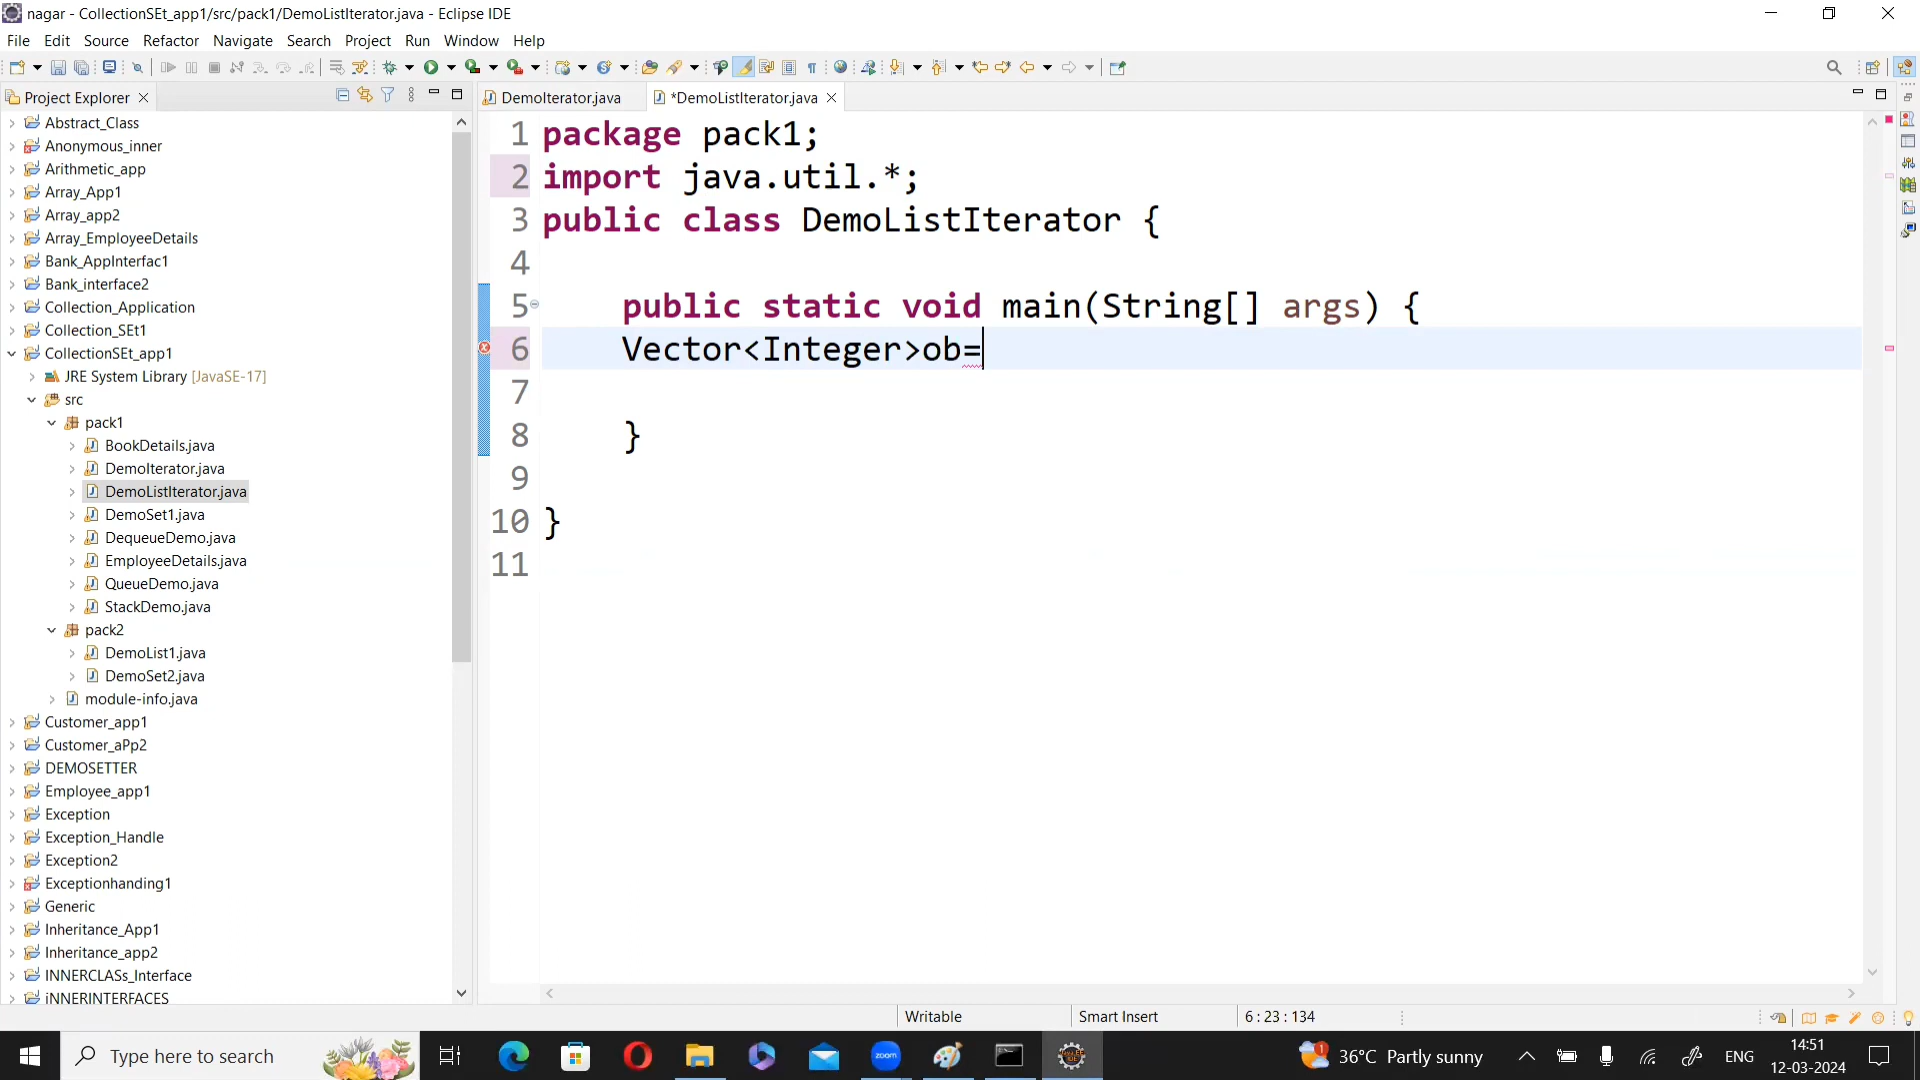 nagar - CollectionSEt_app1/src/pack1/DemoListIterator.java - Eclipse IDE
File Edit Source Refactor Navigate Search Project Run Window Help
Project Explorer
DemoIterator.java
*DemoListIterator.java
Abstract_Class
Anonymous_inner
Arithmetic_app
Array_App1
Array_app2
Array_EmployeeDetails
Bank_AppInterfac1
Bank_interface2
Collection_Application
Collection_SEt1
CollectionSEt_app1
JRE System Library [JavaSE-17]
src
pack1
BookDetails.java
DemoIterator.java
DemoListIterator.java
DemoSet1.java
DequeueDemo.java
EmployeeDetails.java
QueueDemo.java
StackDemo.java
pack2
DemoList1.java
DemoSet2.java
module-info.java
Customer_app1
Customer_aPp2
DEMOSETTER
Employee_app1
Exception
Exception_Handle
Exception2
Exceptionhanding1
Generic
Inheritance_App1
Inheritance_app2
INNERCLASs_Interface
iNNERINTERFACES
1 package pack1;
2 import java.util.*;
3 public class DemoListIterator {
4
5 public static void main(String[] args) {
6 Vector<Integer>ob=
7
8 }
9
10 }
11
Writable Smart Insert 6 : 23 : 134
Type here to search
zoom
36°C Partly sunny
ENG
14:51
12-03-2024